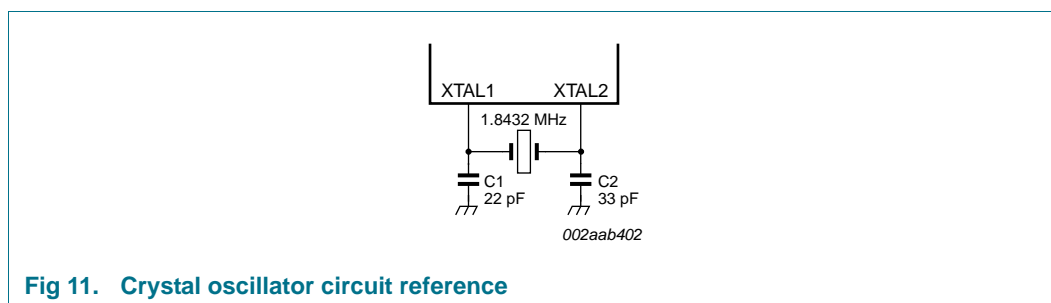 XTAL1 XTAL2
1.8432 MHz
C1 C2
22 pF 33 pF
002aab402
Fig 11. Crystal oscillator circuit reference